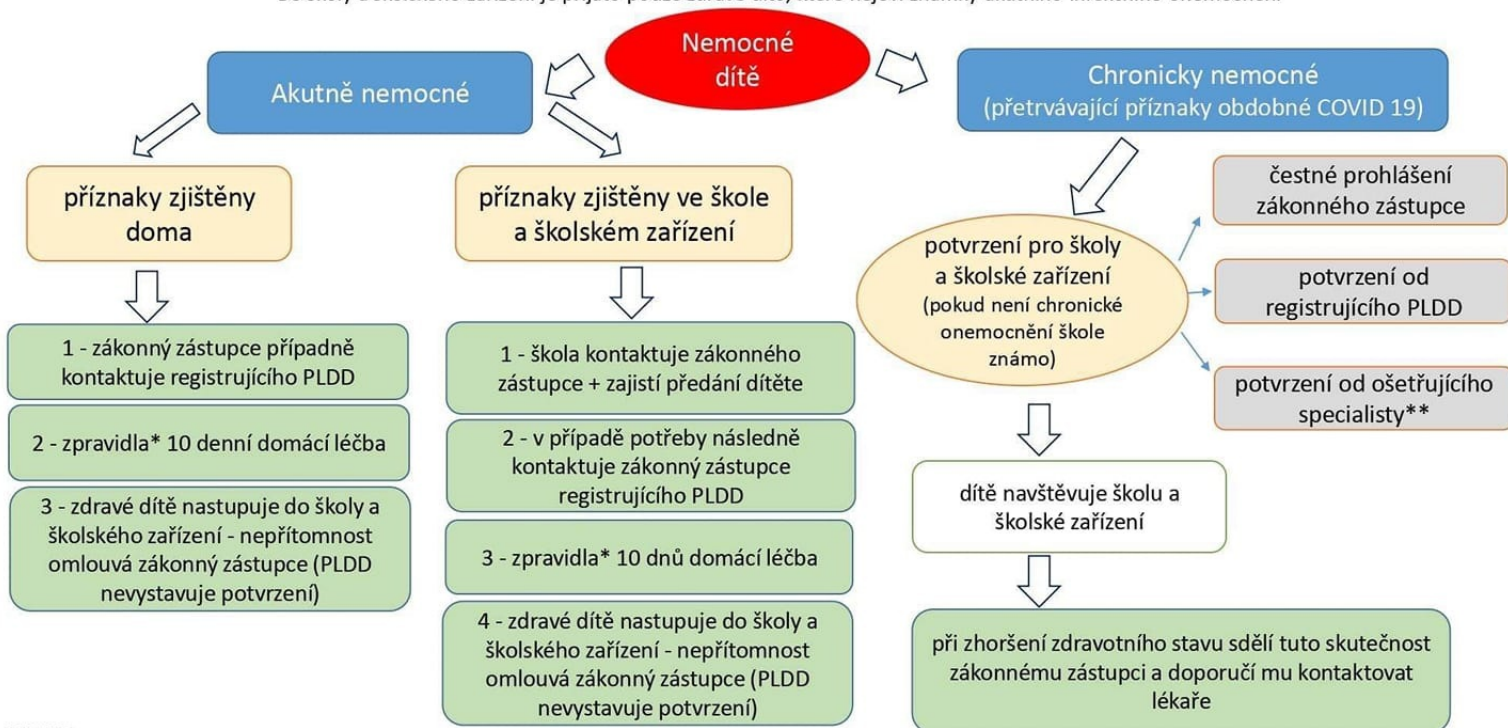 Nemocné
dítě
Akutně nemocné
Chronicky nemocné
(přetrvávající příznaky obdobné COVID 19)
příznaky zjištěny
doma
příznaky zjištěny ve škole
a školském zařízení
potvrzení pro školy
a školské zařízení
(pokud není chronické
onemocnění škole
známo)
čestné prohlášení
zákonného zástupce
potvrzení od
registrujícího PLDD
potvrzení od ošetřujícího
specialisty**
1 - zákonný zástupce případně
kontaktuje registrujícího PLDD
2 - zpravidla* 10 denní domácí léčba
3 - zdravé dítě nastupuje do školy a
školského zařízení - nepřítomnost
omlouvá zákonný zástupce (PLDD
nevystavuje potvrzení)
1 - škola kontaktuje zákonného
zástupce + zajistí předání dítěte
2 - v případě potřeby následně
kontaktuje zákonný zástupce
registrujícího PLDD
3 - zpravidla* 10 dnů domácí léčba
4 - zdravé dítě nastupuje do školy a
školského zařízení - nepřítomnost
omlouvá zákonný zástupce (PLDD
nevystavuje potvrzení)
dítě navštěvuje školu a
školské zařízení
při zhoršení zdravotního stavu sdělí tuto skutečnost
zákonnému zástupci a doporučí mu kontaktovat
lékaře